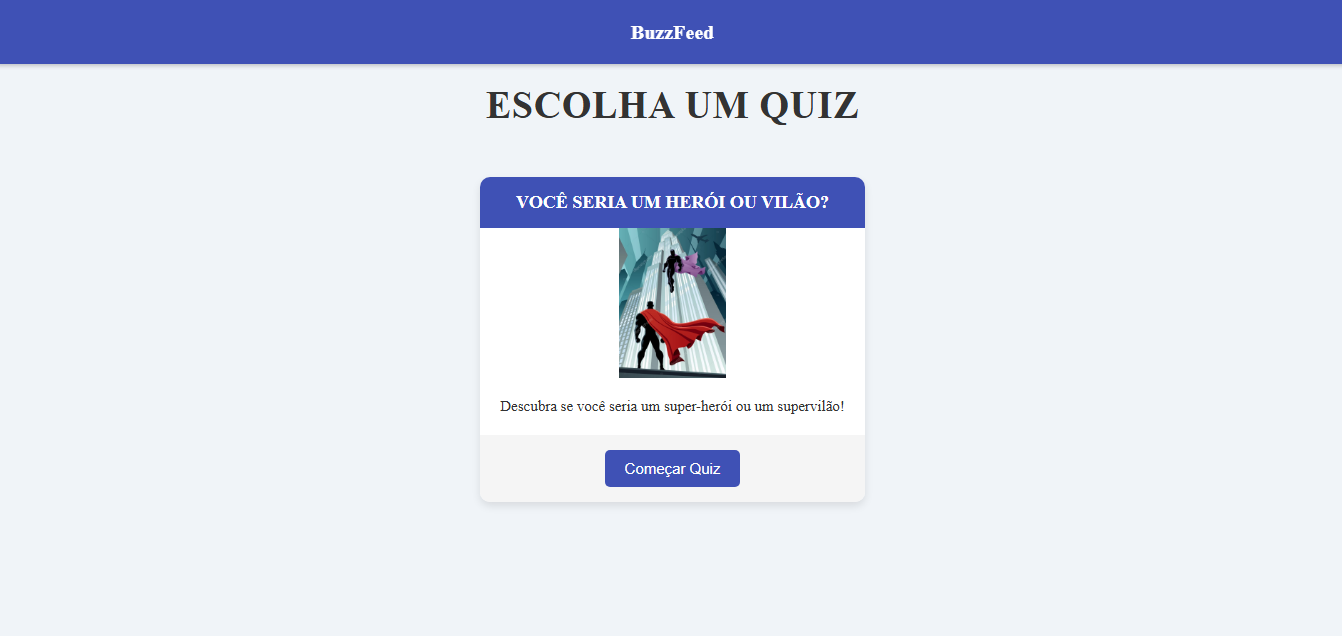 BuzzFeed
ESCOLHA UM QUIZ
VOCÊ SERIA UM HERÓI OU VILÃO?
Descubra se você seria um super-herói ou um supervilão!
Começar Quiz